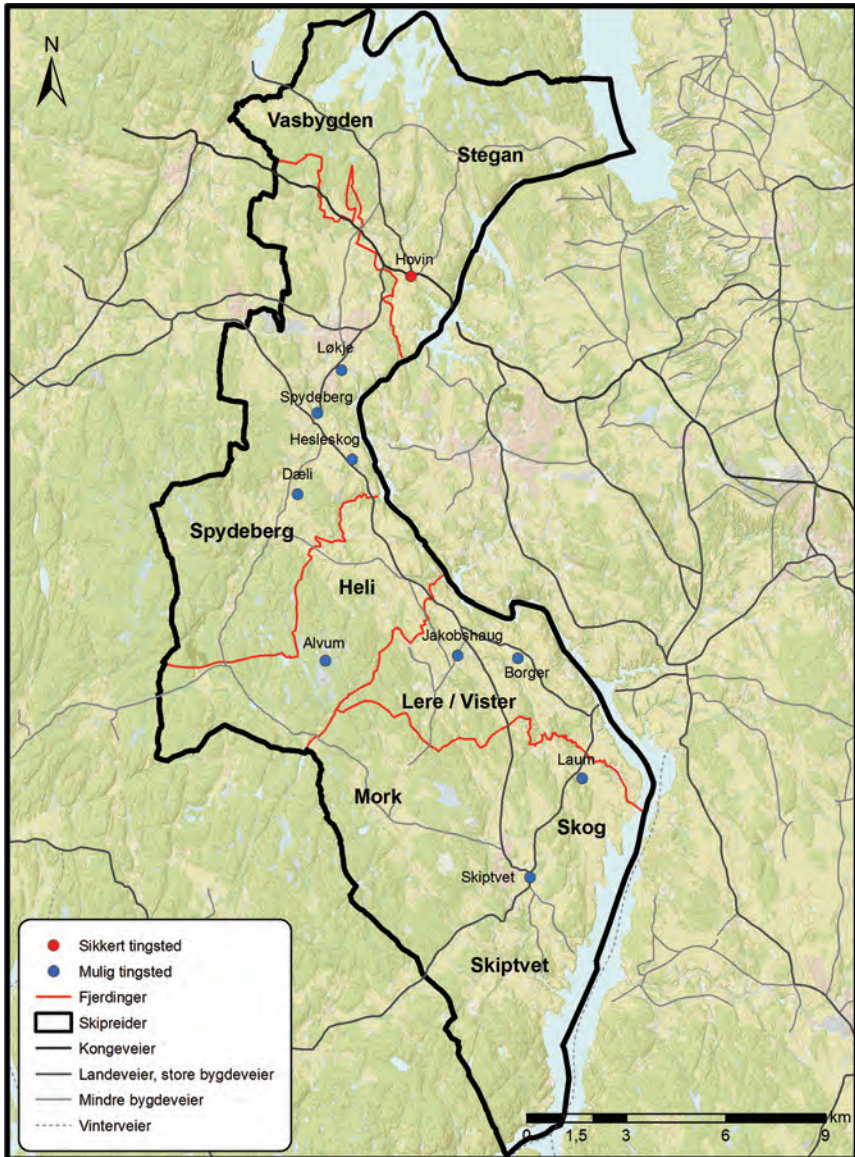 N
Vasbygden
Stegan
Hovin
Løkje
Spydeberg
Hesleskog
Dæli
Spydeberg
Heli
Alvum
Jakobshaug
Borger
Lere / Vister
Laum
Mork
Skog
Skiptvet
Skiptvet
Sikkert tingsted
Mulig tingsted
Fjerdinger
Skipreider
Kongeveier
Landeveier, store bygdeveier
Mindre bygdeveier
Vinterveier
km
0 1,5 3 6 9